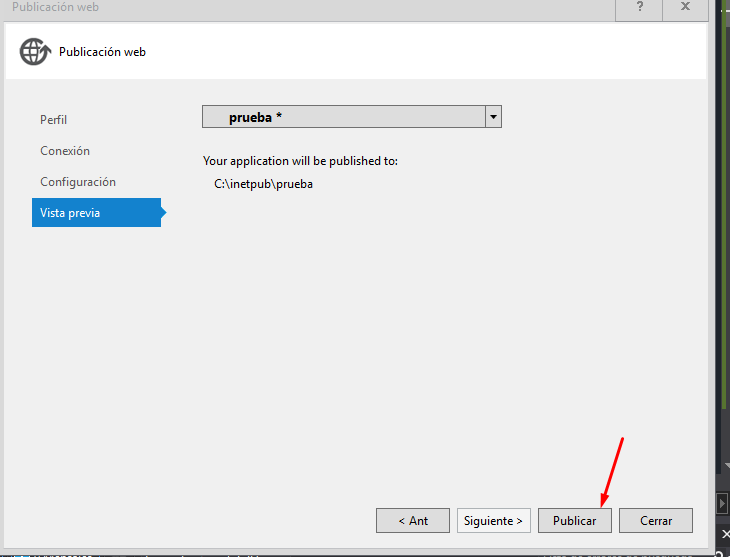 Publicación web
?
x
Publicación web
Perfil
prueba *
Conexión
Your application will be published to:
C:\inetpub\prueba
Configuración
Vista previa
< Ant
Siguiente >
Publicar
Cerrar